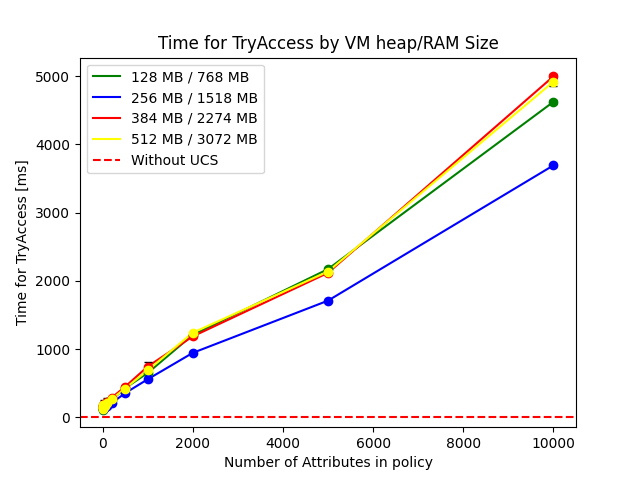 Time for TryAccess by VM heap/RAM Size
128 MB / 768 MB
256 MB / 1518 MB
384 MB / 2274 MB
512 MB / 3072 MB
Without UCS
Time for TryAccess [ms]
5000
4000
3000
2000
1000
0
0 2000 4000 6000 8000 10000
Number of Attributes in policy